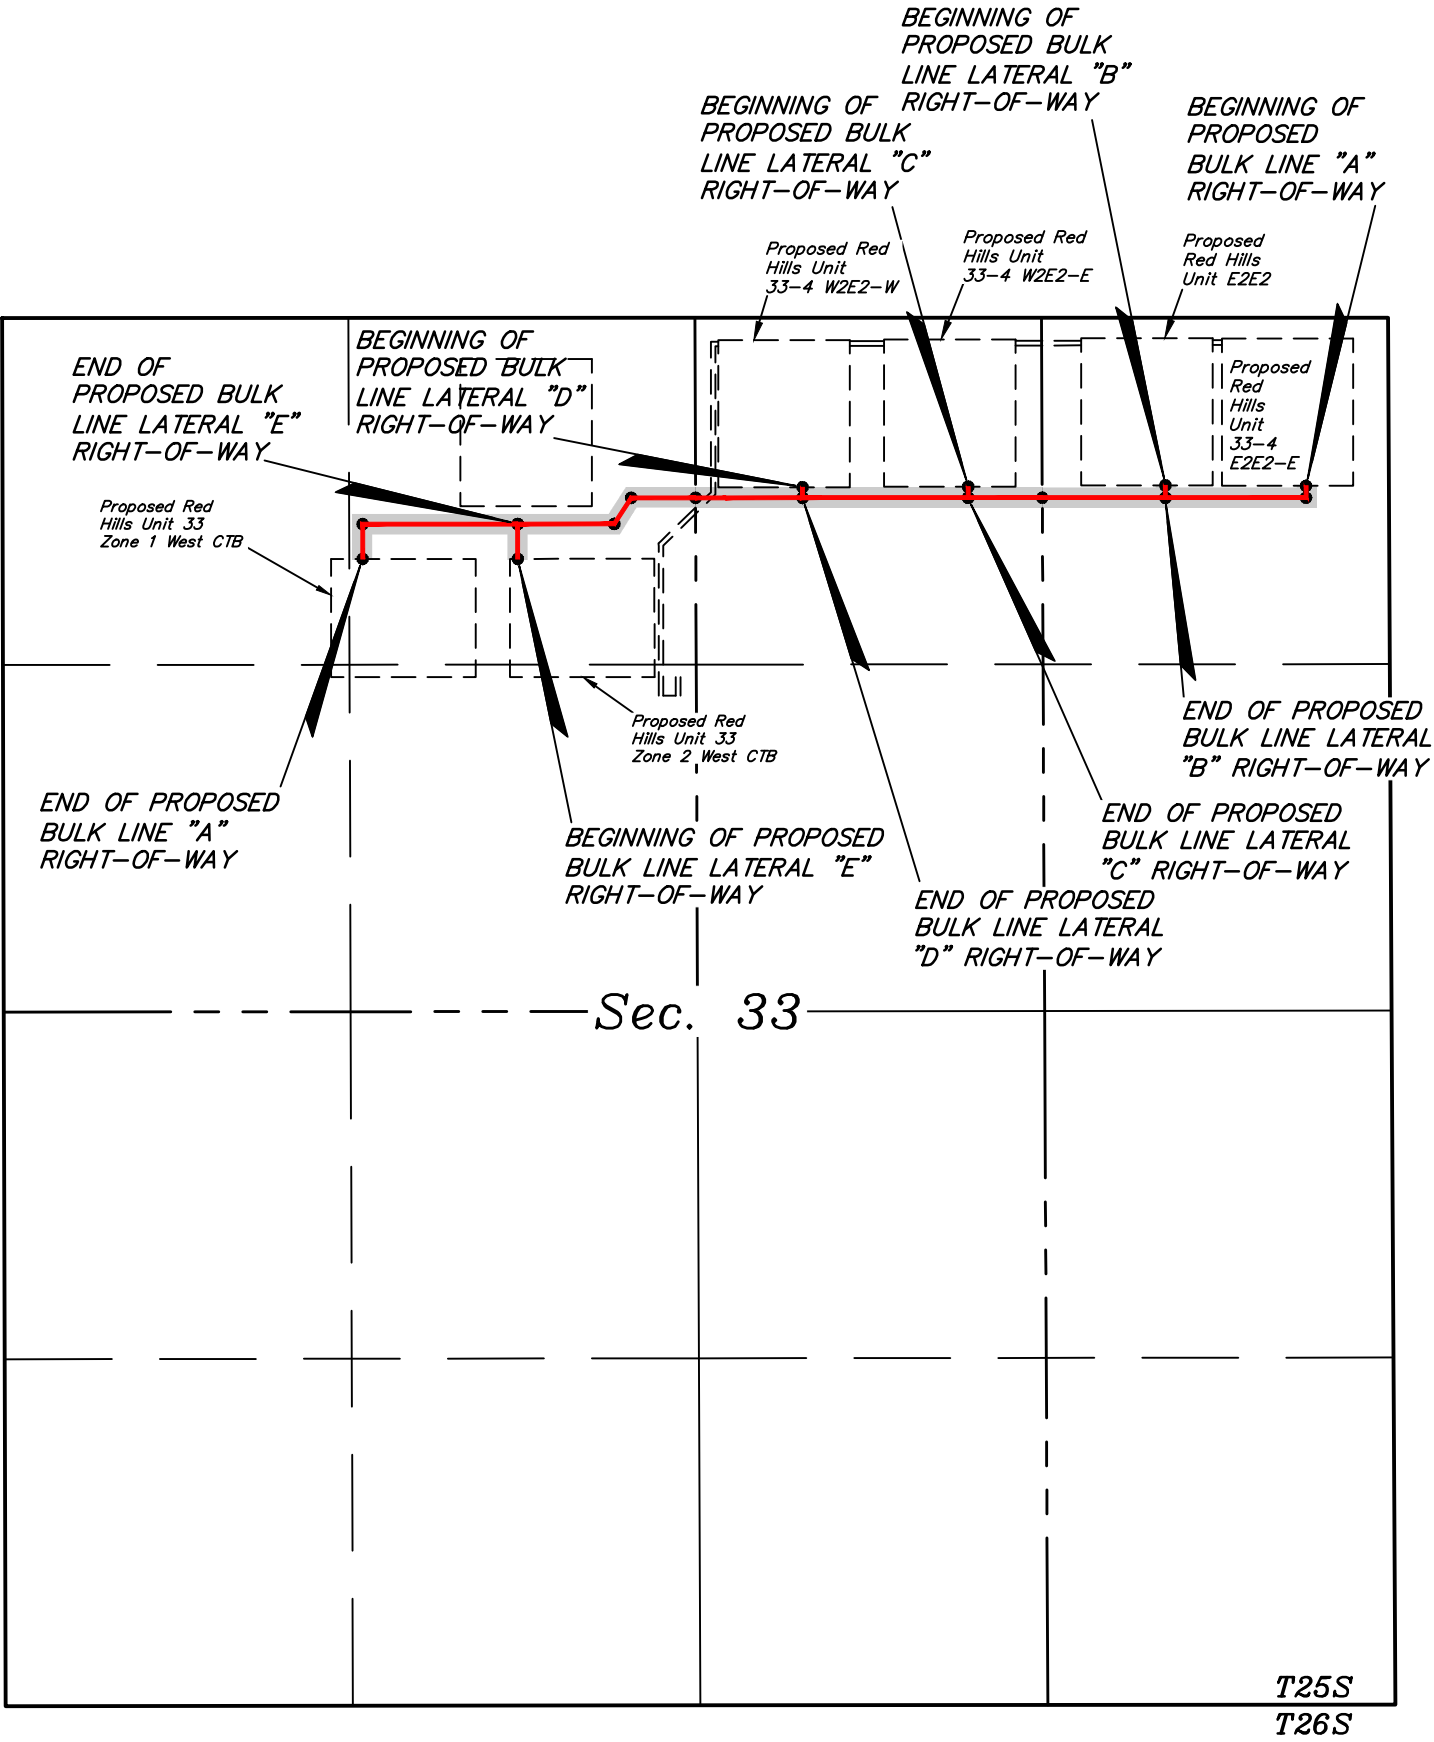 BEGINNING OF
PROPOSED BULK
LINE LATERAL "B"
RIGHT-OF-WAY
BEGINNING OF
PROPOSED BULK
LINE LATERAL "C"
RIGHT-OF-WAY
BEGINNING OF
PROPOSED
BULK LINE "A"
RIGHT-OF-WAY
Proposed Red
Hills Unit
33-4 W2E2-W
Proposed Red
Hills Unit
33-4 W2E2-E
Proposed
Red Hills
Unit E2E2
BEGINNING OF
PROPOSED BULK
LINE LATERAL "D"
RIGHT-OF-WAY
END OF
PROPOSED BULK
LINE LATERAL "E"
RIGHT-OF-WAY
Proposed
Red
Hills
Unit
33-4
E2E2-E
Proposed Red
Hills Unit 33
Zone 1 West CTB
Proposed Red
Hills Unit 33
Zone 2 West CTB
END OF PROPOSED
BULK LINE LATERAL
"B" RIGHT-OF-WAY
END OF PROPOSED
BULK LINE "A"
RIGHT-OF-WAY
BEGINNING OF PROPOSED
BULK LINE LATERAL "E"
RIGHT-OF-WAY
END OF PROPOSED
BULK LINE LATERAL
"C" RIGHT-OF-WAY
END OF PROPOSED
BULK LINE LATERAL
"D" RIGHT-OF-WAY
Sec. 33
T25S
T26S